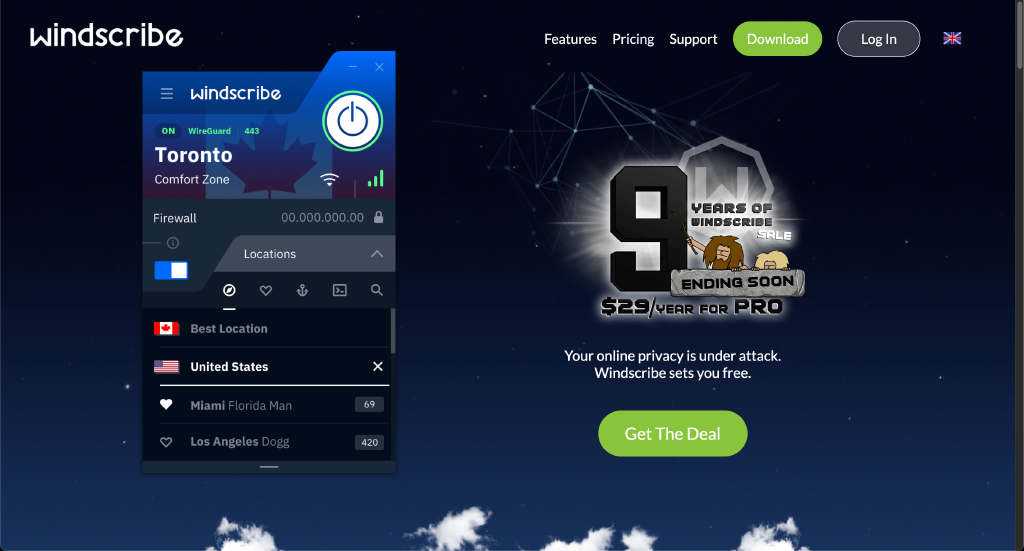 windscribe
Features Pricing Support Download Log In
windscribe
ON WireGuard 443
Toronto
Comfort Zone
Firewall 00.000.000.00
Locations
Best Location
United States
Miami Florida Man 69
Los Angeles Dogg 420
9 YEARS OF
WINDSCRIBE
SALE
ENDING SOON
$29/YEAR FOR PRO
Your online privacy is under attack.
Windscribe sets you free.
Get The Deal